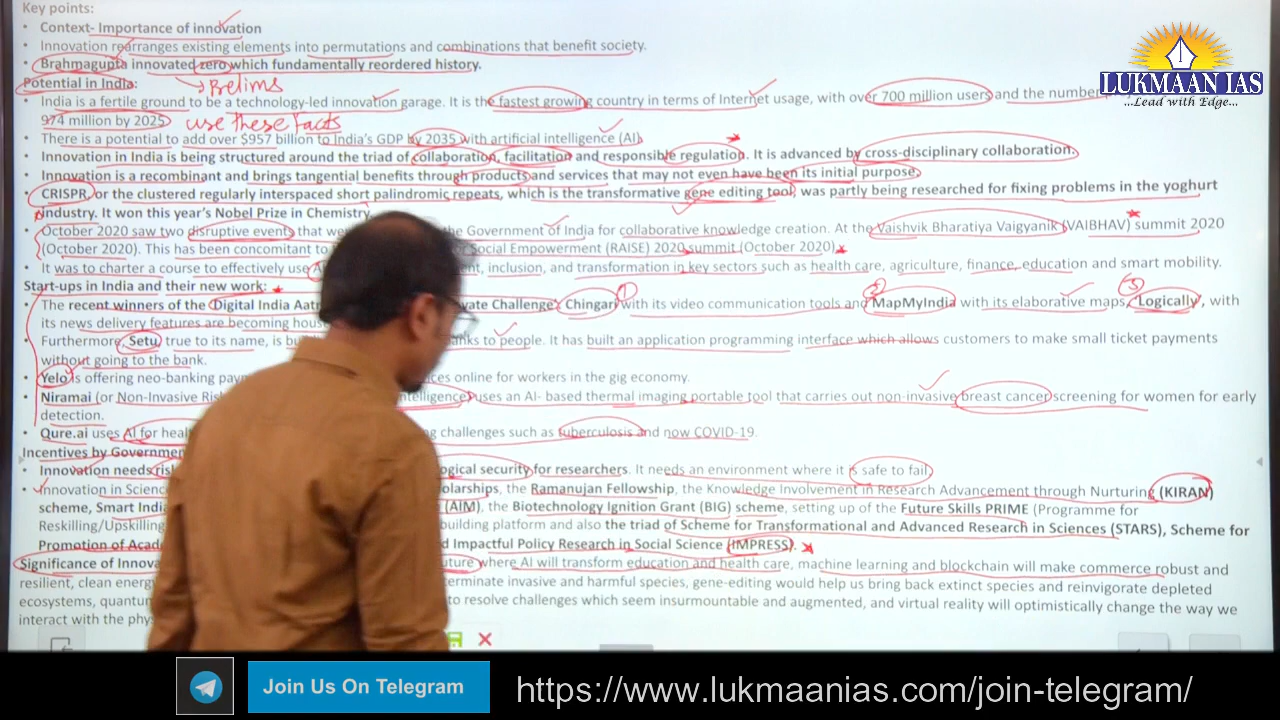 Key points:
• Context- Importance of innovation
• Innovation rearranges existing elements into permutations and combinations that benefit society.
• Brahmagupta innovated zero which fundamentally reordered history.
Potential in India: → Prelims
• India is a fertile ground to be a technology-led innovation garage. It is the fastest growing country in terms of Internet usage, with over 700 million users and the number
974 million by 2025 use these facts
• There is a potential to add over $957 billion to India's GDP by 2035 with artificial intelligence (AI).
• Innovation in India is being structured around the triad of collaboration, facilitation and responsible regulation. It is advanced by cross-disciplinary collaboration.
• Innovation is a recombinant and brings tangential benefits through products and services that may not even have been its initial purpose.
• CRISPR or the clustered regularly interspaced short palindromic repeats, which is the transformative gene editing tool, was partly being researched for fixing problems in the yoghurt
industry. It won this year's Nobel Prize in Chemistry.
• October 2020 saw two disruptive events that the Government of India for collaborative knowledge creation. At the Vaishvik Bharatiya Vaigyanik (VAIBHAV) summit 2020
(October 2020). This has been concomitant to Social Empowerment (RAISE) 2020 summit (October 2020)
• It was to charter a course to effectively use inclusion, and transformation in key sectors such as health care, agriculture, finance, education and smart mobility.
Start-ups in India and their new work:
• The recent winners of the Digital India Challenge: Chingari 1 with its video communication tools and 2 MapMyIndia with its elaborative maps, 3 'Logically', with
its news delivery features are becoming
• Furthermore, Setu, true to its name, is to people. It has built an application programming interface which allows customers to make small ticket payments
without going to the bank.
• Yelo is offering neo-banking online for workers in the gig economy.
• Niramai (or Non-Invasive uses an AI- based thermal imaging portable tool that carries out non-invasive breast cancer screening for women for early
detection.
• Qure.ai uses AI for challenges such as tuberculosis and now COVID-19.
Incentives by Government
• Innovation needs security for researchers. It needs an environment where it is safe to fail.
• Innovation in the Ramanujan Fellowship, the Knowledge Involvement in Research Advancement through Nurturing (KIRAN)
scheme, Smart (AIM), the Biotechnology Ignition Grant (BIG) scheme, setting up of the Future Skills PRIME (Programme for
Reskilling/Upskilling building platform and also the triad of Scheme for Transformational and Advanced Research in Sciences (STARS), Scheme for
Promotion of Impactful Policy Research in Social Science (IMPRESS).
Significance of where AI will transform education and health care, machine learning and blockchain will make commerce robust and
resilient, clean invasive and harmful species, gene-editing would help us bring back extinct species and reinvigorate depleted
ecosystems, to resolve challenges which seem insurmountable and augmented, and virtual reality will optimistically change the way we
interact with the
LUKMAAN IAS
...Lead with Edge...
Join Us On Telegram
https://www.lukmaanias.com/join-telegram/